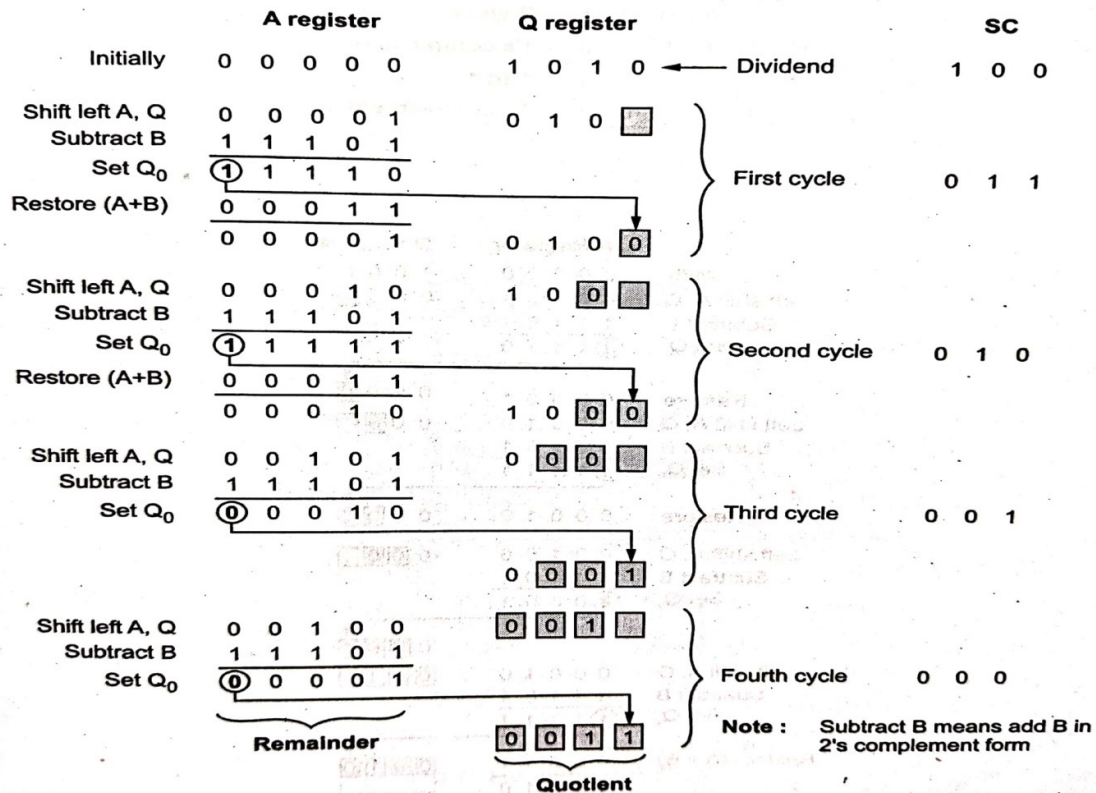 A register Q register SC
Initially 0 0 0 0 0 1 0 1 0 Dividend 1 0 0
Shift left A, Q 0 0 0 0 1 0 1 0
Subtract B 1 1 1 0 1
Set Q0 1 1 1 1 0 First cycle 0 1 1
Restore (A+B) 0 0 0 1 1
0 0 0 0 1 0 1 0 0
Shift left A, Q 0 0 0 1 0 1 0 0
Subtract B 1 1 1 0 1
Set Q0 1 1 1 1 1 Second cycle 0 1 0
Restore (A+B) 0 0 0 1 1
0 0 0 1 0 1 0 0 0
Shift left A, Q 0 0 1 0 1 0 0 0
Subtract B 1 1 1 0 1
Set Q0 0 0 0 1 0 Third cycle 0 0 1
0 0 0 1
Shift left A, Q 0 0 1 0 0 0 0 1
Subtract B 1 1 1 0 1
Set Q0 0 0 0 0 1 Fourth cycle 0 0 0
Remainder 0 0 1 1 Note : Subtract B means add B in
2's complement form
Quotient